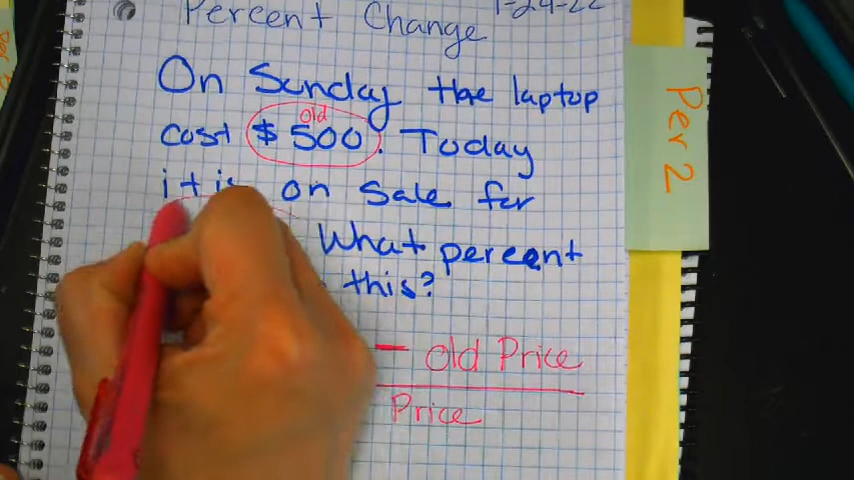 Percent Change 1-24-22
old
On Sunday the laptop
cost $500. Today
it is on sale for
What percent
this?
– old Price
Price
Per 2